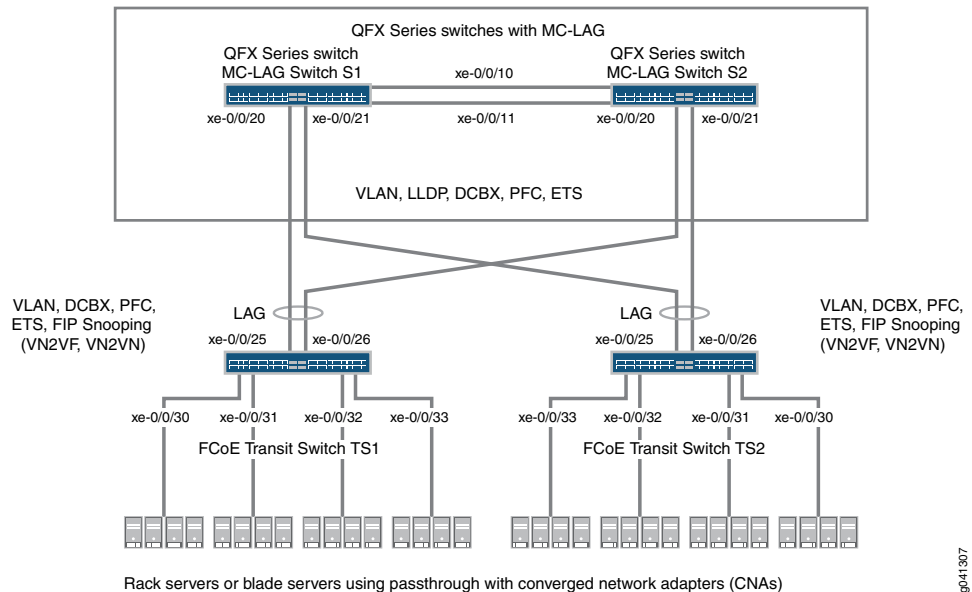 QFX Series switches with MC-LAG
QFX Series switch
MC-LAG Switch S1
QFX Series switch
MC-LAG Switch S2
xe-0/0/10
xe-0/0/20
xe-0/0/21
xe-0/0/11
xe-0/0/20
xe-0/0/21
VLAN, LLDP, DCBX, PFC, ETS
VLAN, DCBX, PFC,
ETS, FIP Snooping
(VN2VF, VN2VN)
LAG
LAG
VLAN, DCBX, PFC,
ETS, FIP Snooping
(VN2VF, VN2VN)
xe-0/0/25
xe-0/0/26
xe-0/0/25
xe-0/0/26
xe-0/0/30
xe-0/0/31
xe-0/0/32
xe-0/0/33
xe-0/0/33
xe-0/0/32
xe-0/0/31
xe-0/0/30
FCoE Transit Switch TS1
FCoE Transit Switch TS2
Rack servers or blade servers using passthrough with converged network adapters (CNAs)
g041307